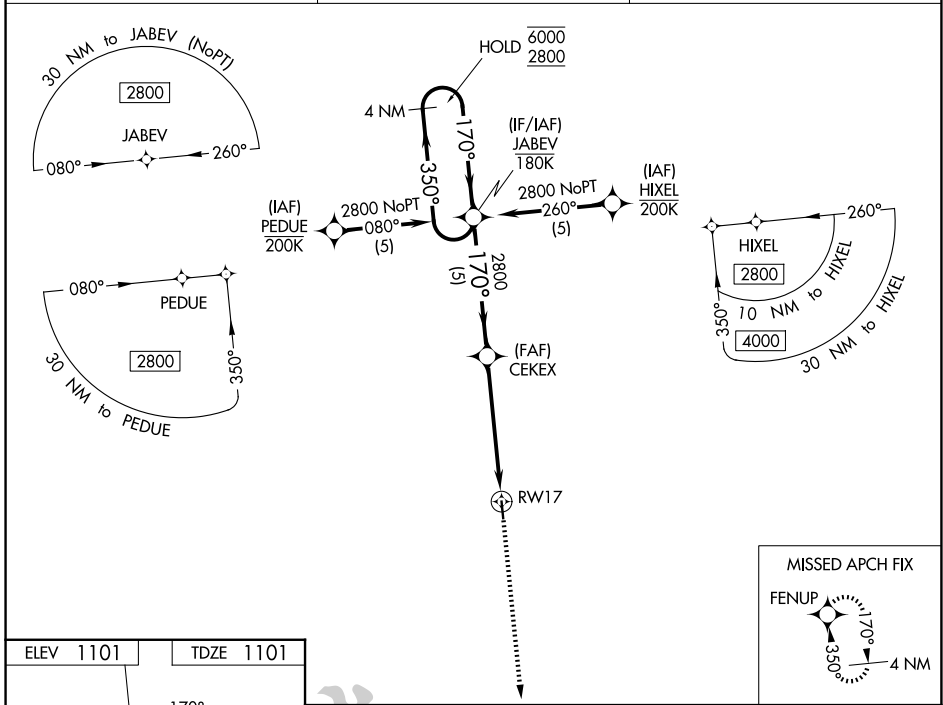 30 NM to JABEV (NoPT)
2800
JABEV
080°
260°
HOLD 6000
2800
4 NM
170°
350°
(IF/IAF)
JABEV
180K
(IAF)
PEDUE
200K
2800 NoPT
080°
(5)
2800 NoPT
260°
(5)
(IAF)
HIXEL
200K
2800
170°
(5)
(FAF)
CEKEX
RW17
080°
PEDUE
2800
350°
30 NM to PEDUE
260°
HIXEL
2800
10 NM to HIXEL
350°
4000
30 NM to HIXEL
MISSED APCH FIX
FENUP
170°
350°
4 NM
ELEV 1101
TDZE 1101
170°